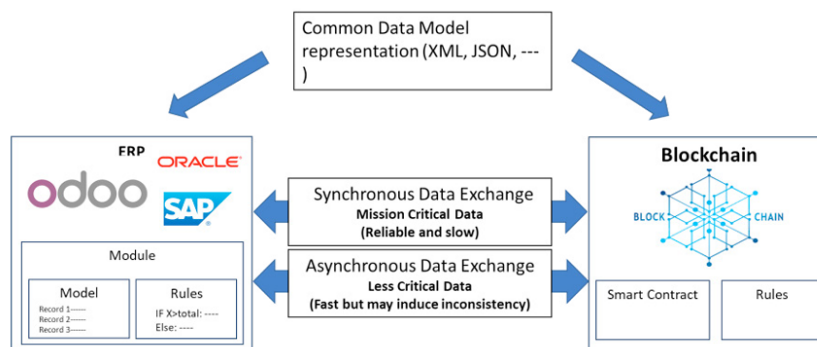 Common Data Model
representation (XML, JSON, ---
)
ERP
ORACLE®
odoo
SAP
Module
Model
Record 1-----
Record 2-----
Record 3-----
Rules
IF X>total: ----
Else: ----
Synchronous Data Exchange
Mission Critical Data
(Reliable and slow)
Asynchronous Data Exchange
Less Critical Data
(Fast but may induce inconsistency)
Blockchain
BLOCK CHAIN
Smart Contract
Rules